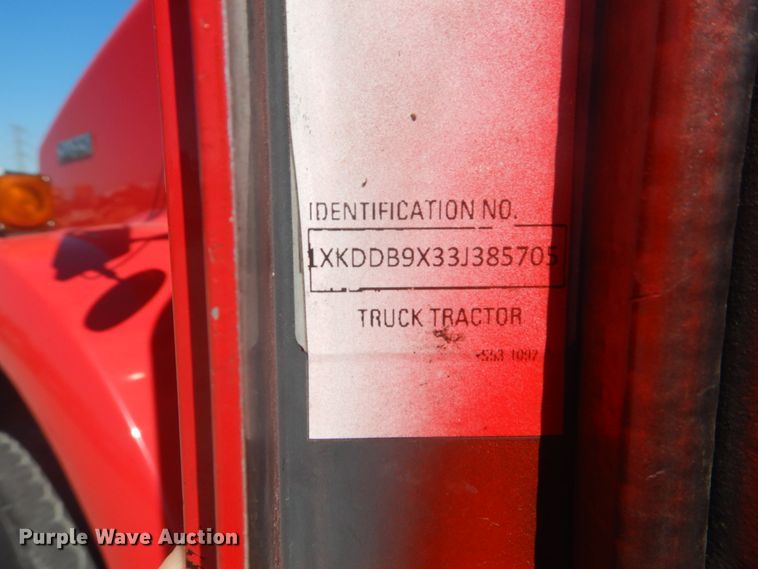 IDENTIFICATION NO.
1XKDDB9X33J385705
TRUCK TRACTOR
Purple Wave Auction